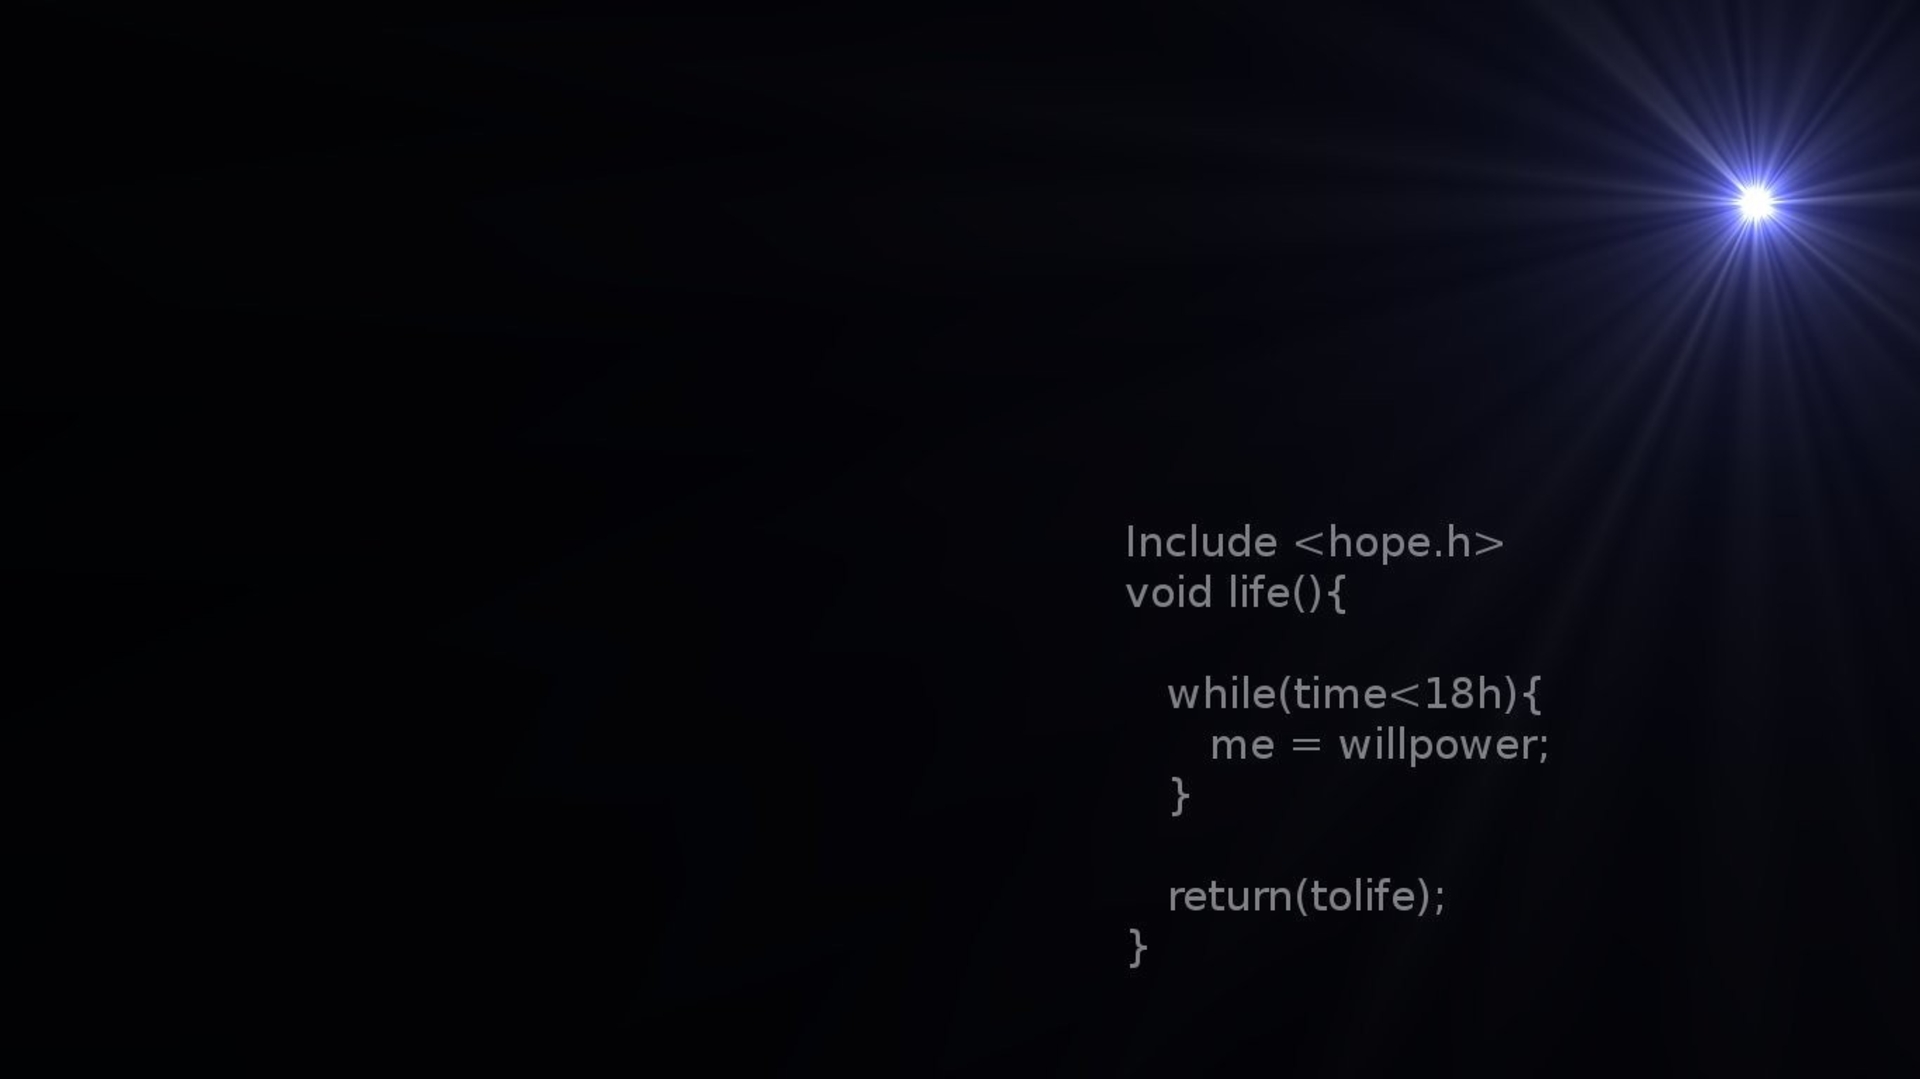 Include <hope.h>
void life(){
while(time<18h){
me = willpower;
}
return(tolife);
}